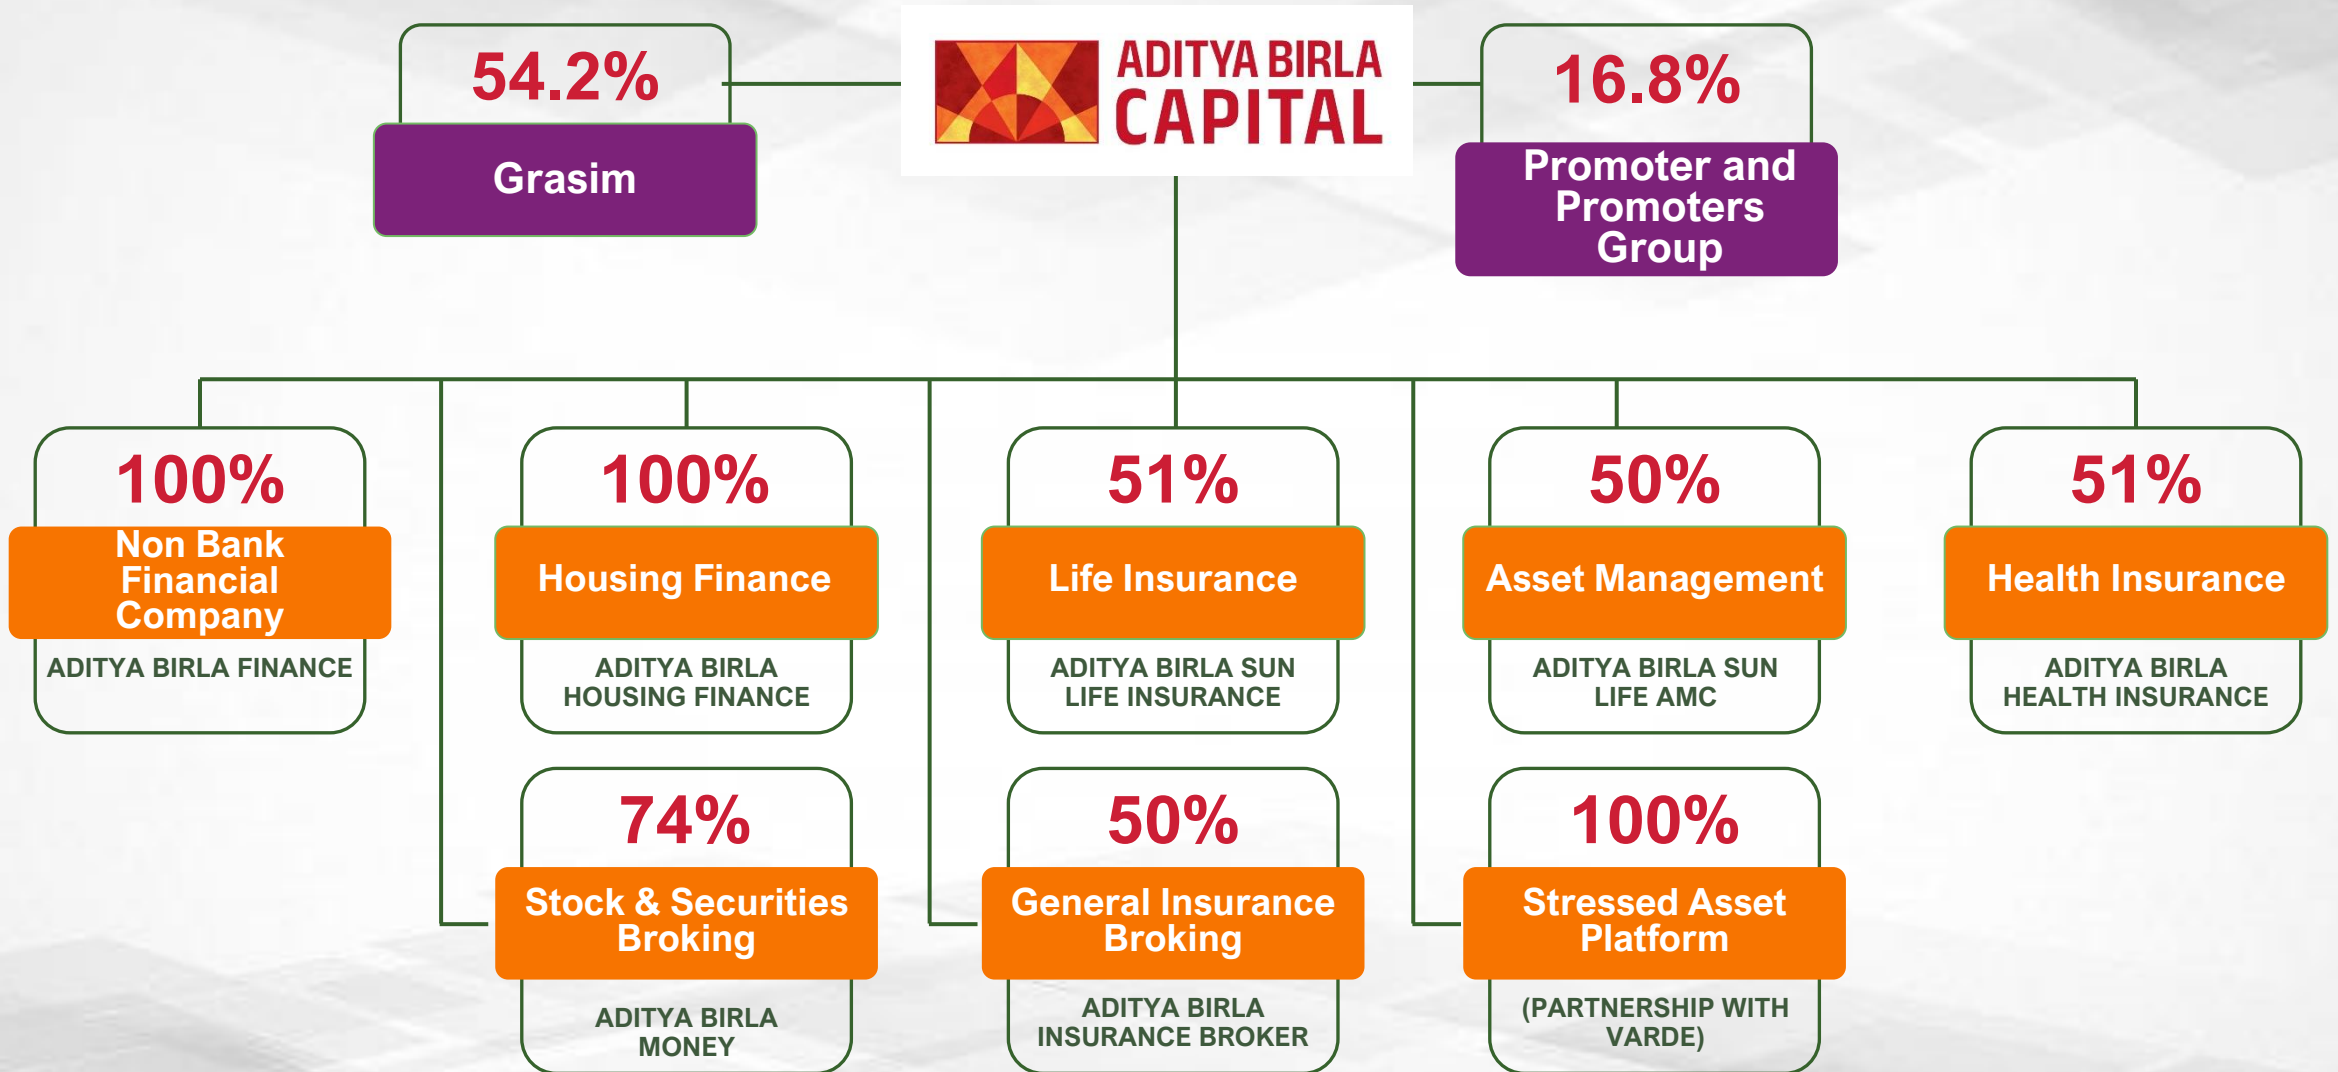 54.2%
Grasim
ADITYA BIRLA
CAPITAL
16.8%
Promoter and
Promoters
Group
100%
Non Bank
Financial
Company
ADITYA BIRLA FINANCE
100%
Housing Finance
ADITYA BIRLA
HOUSING FINANCE
51%
Life Insurance
ADITYA BIRLA SUN
LIFE INSURANCE
50%
Asset Management
ADITYA BIRLA SUN
LIFE AMC
51%
Health Insurance
ADITYA BIRLA
HEALTH INSURANCE
74%
Stock & Securities
Broking
ADITYA BIRLA
MONEY
50%
General Insurance
Broking
ADITYA BIRLA
INSURANCE BROKER
100%
Stressed Asset
Platform
(PARTNERSHIP WITH
VARDE)